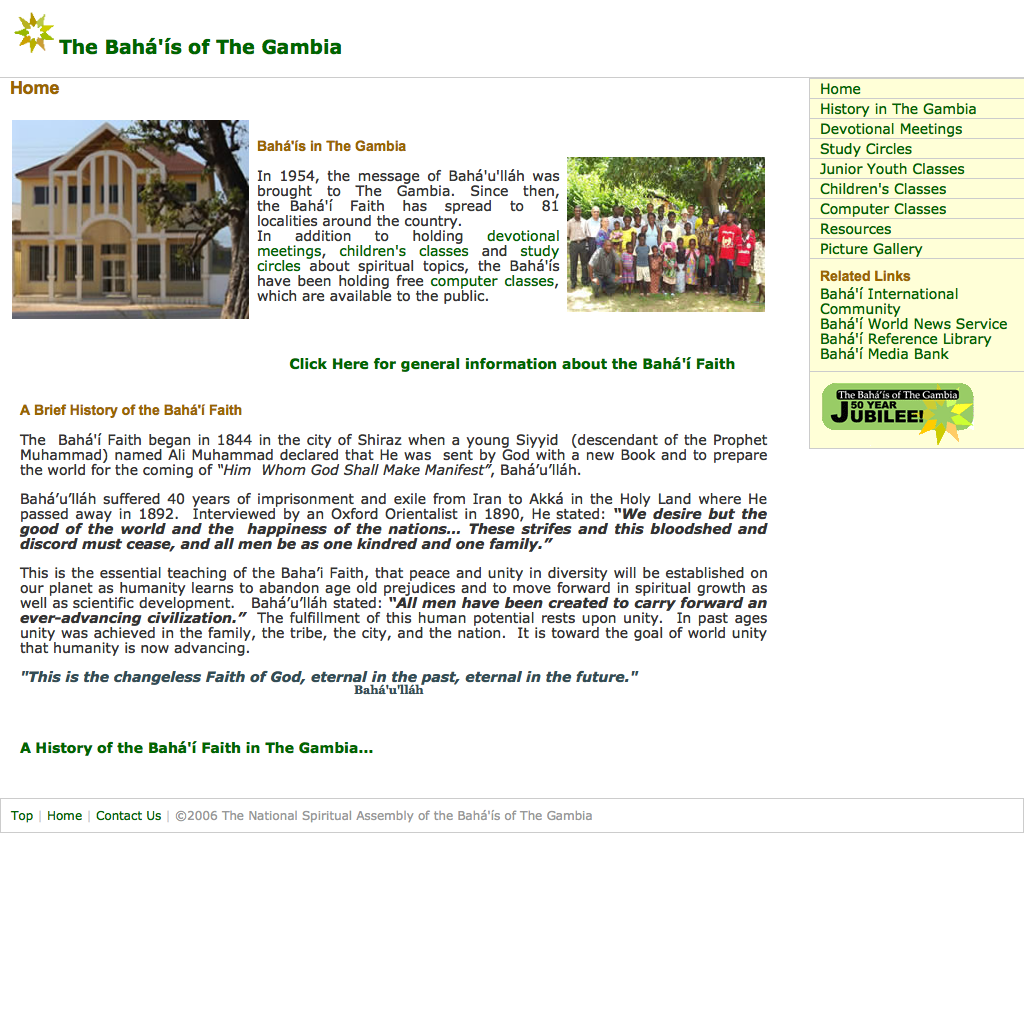 The Bahá'ís of The Gambia
Home
Bahá'ís in The Gambia
In 1954, the message of Bahá'u'lláh was
brought to The Gambia. Since then,
the Bahá'í Faith has spread to 81
localities around the country.
In addition to holding devotional
meetings, children's classes and study
circles about spiritual topics, the Bahá'ís
have been holding free computer classes,
which are available to the public.
Click Here for general information about the Bahá'í Faith
A Brief History of the Bahá'í Faith
The Bahá'í Faith began in 1844 in the city of Shiraz when a young Siyyid (descendant of the Prophet
Muhammad) named Ali Muhammad declared that He was sent by God with a new Book and to prepare
the world for the coming of “Him Whom God Shall Make Manifest”, Bahá’u’lláh.
Bahá’u’lláh suffered 40 years of imprisonment and exile from Iran to Akká in the Holy Land where He
passed away in 1892. Interviewed by an Oxford Orientalist in 1890, He stated: “We desire but the
good of the world and the happiness of the nations... These strifes and this bloodshed and
discord must cease, and all men be as one kindred and one family.”
This is the essential teaching of the Baha’i Faith, that peace and unity in diversity will be established on
our planet as humanity learns to abandon age old prejudices and to move forward in spiritual growth as
well as scientific development. Bahá’u’lláh stated: “All men have been created to carry forward an
ever-advancing civilization.” The fulfillment of this human potential rests upon unity. In past ages
unity was achieved in the family, the tribe, the city, and the nation. It is toward the goal of world unity
that humanity is now advancing.
"This is the changeless Faith of God, eternal in the past, eternal in the future."
Bahá'u'lláh
A History of the Bahá'í Faith in The Gambia...
Home
History in The Gambia
Devotional Meetings
Study Circles
Junior Youth Classes
Children's Classes
Computer Classes
Resources
Picture Gallery
Related Links
Bahá'í International
Community
Bahá'í World News Service
Bahá'í Reference Library
Bahá'í Media Bank
The Bahá'ís of The Gambia
50 YEAR
JUBILEE!
Top | Home | Contact Us | ©2006 The National Spiritual Assembly of the Bahá'ís of The Gambia